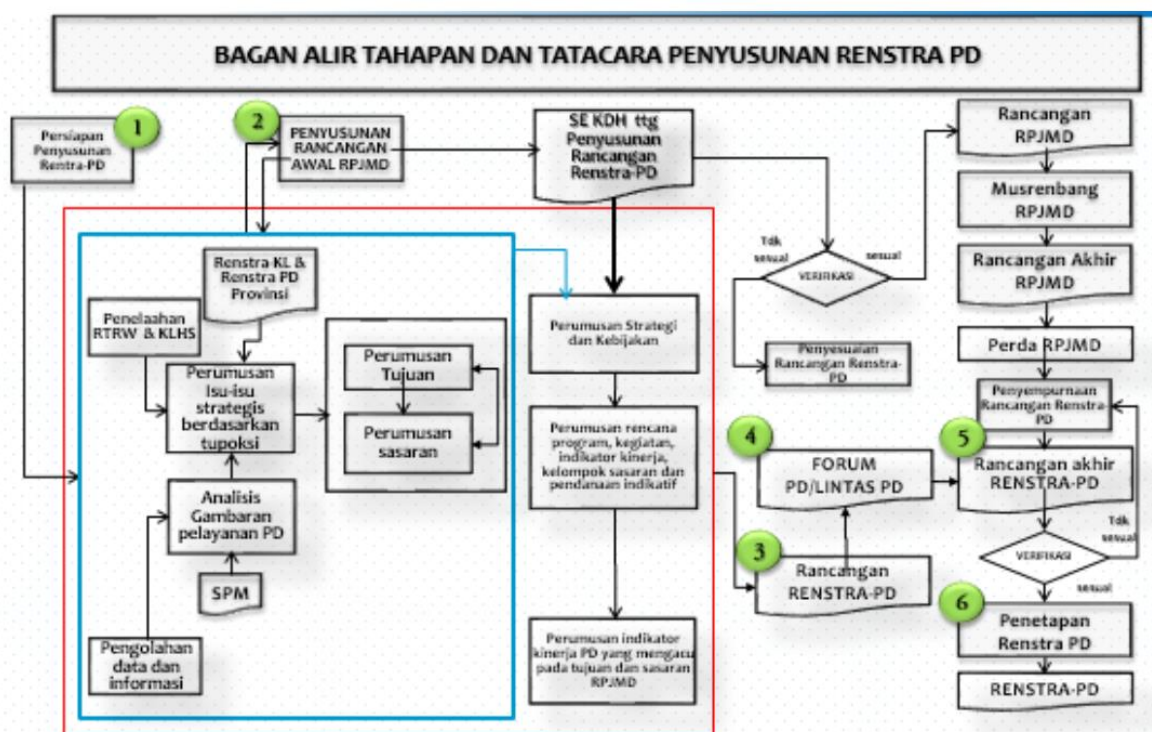 BAGAN ALIR TAHAPAN DAN TATACARA PENYUSUNAN RENSTRA PD
1
Persiapan
Penyusunan
Rentra-PD
2
PENYUSUNAN
RANCANGAN
AWAL RPJMD
SE KDH ttg
Penyusunan
Rancangan
Renstra-PD
Rancangan
RPJMD
Musrenbang
RPJMD
Rancangan Akhir
RPJMD
Perda RPJMD
Penyempurnaan
Rancangan Renstra-
PD
Tdk
sesuai
sesuai
VERIFIKASI
Penyesuaian
Rancangan Renstra-
PD
Renstra-KL &
Renstra PD
Provinsi
Penelaahan
RTRW & KLHS
Perumusan
Isu-isu
strategis
berdasarkan
tupoksi
Perumusan
Tujuan
Perumusan
sasaran
Analisis
Gambaran
pelayanan PD
SPM
Pengolahan
data dan
informasi
Perumusan Strategi
dan Kebijakan
Perumusan rencana
program, kegiatan,
indikator kinerja,
kelompok sasaran dan
pendanaan indikatif
Perumusan indikator
kinerja PD yang mengacu
pada tujuan dan sasaran
RPJMD
3
Rancangan
RENSTRA-PD
4
FORUM
PD/LINTAS PD
5
Rancangan akhir
RENSTRA-PD
Tdk
sesuai
VERIFIKASI
sesuai
6
Penetapan
Renstra PD
RENSTRA-PD